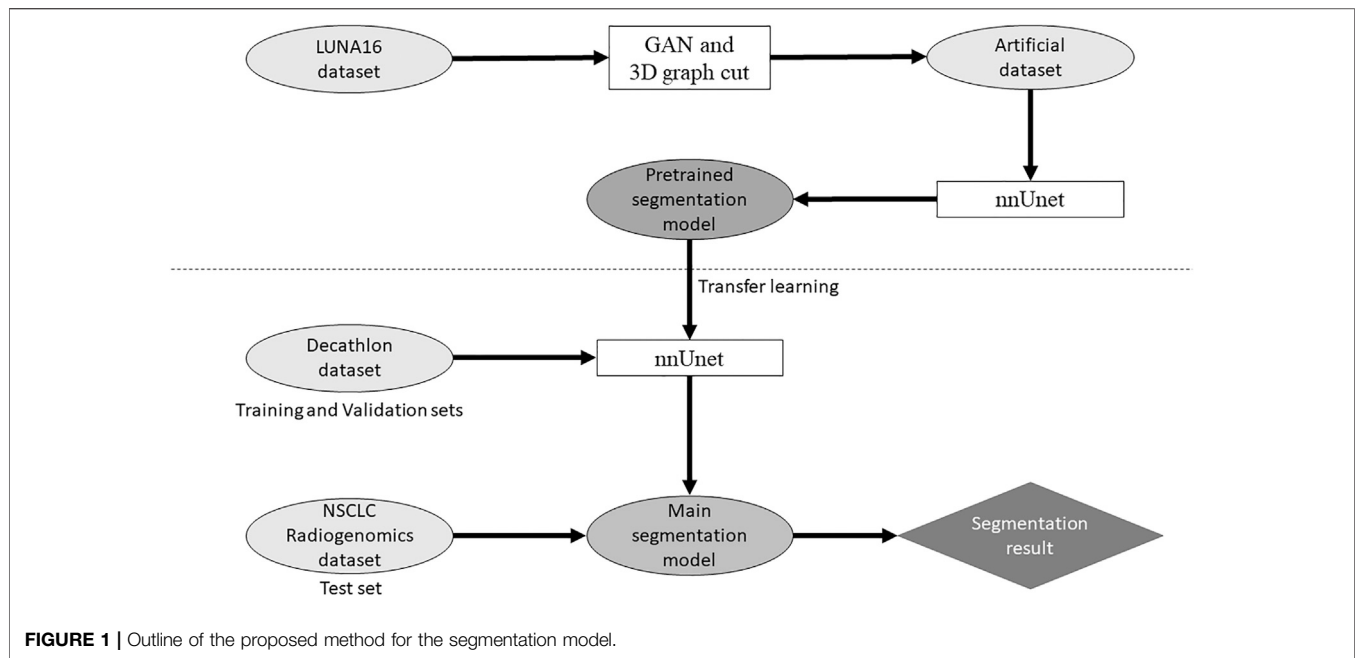 LUNA16
dataset
GAN and
3D graph cut
Artificial
dataset
Pretrained
segmentation
model
nnUnet
Transfer learning
Decathlon
dataset
nnUnet
Training and Validation sets
NSCLC
Radiogenomics
dataset
Main
segmentation
model
Segmentation
result
Test set
FIGURE 1 | Outline of the proposed method for the segmentation model.